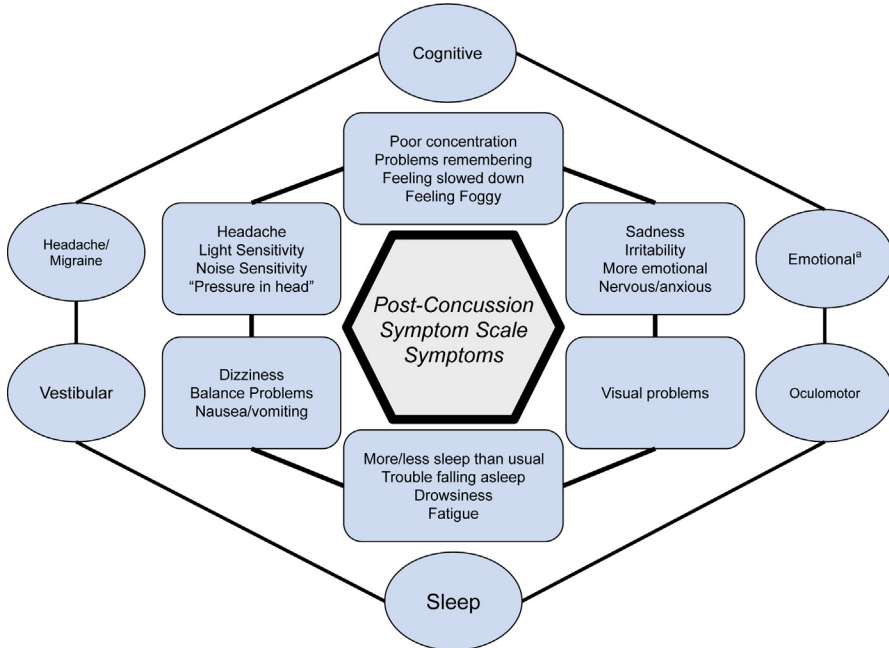 Cognitive
Poor concentration
Problems remembering
Feeling slowed down
Feeling Foggy
Headache/
Migraine
Headache
Light Sensitivity
Noise Sensitivity
“Pressure in head”
Post-Concussion
Symptom Scale
Symptoms
Sadness
Irritability
More emotional
Nervous/anxious
Emotionalª
Vestibular
Dizziness
Balance Problems
Nausea/vomiting
Visual problems
Oculomotor
More/less sleep than usual
Trouble falling asleep
Drowsiness
Fatigue
Sleep